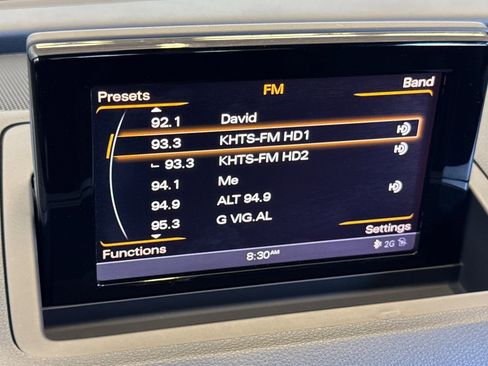 Presets FM Band
92.1 David
93.3 KHTS-FM HD1
93.3 KHTS-FM HD2
94.1 Me
94.9 ALT 94.9
95.3 G VIG.AL
Functions Settings
8:30AM 2G